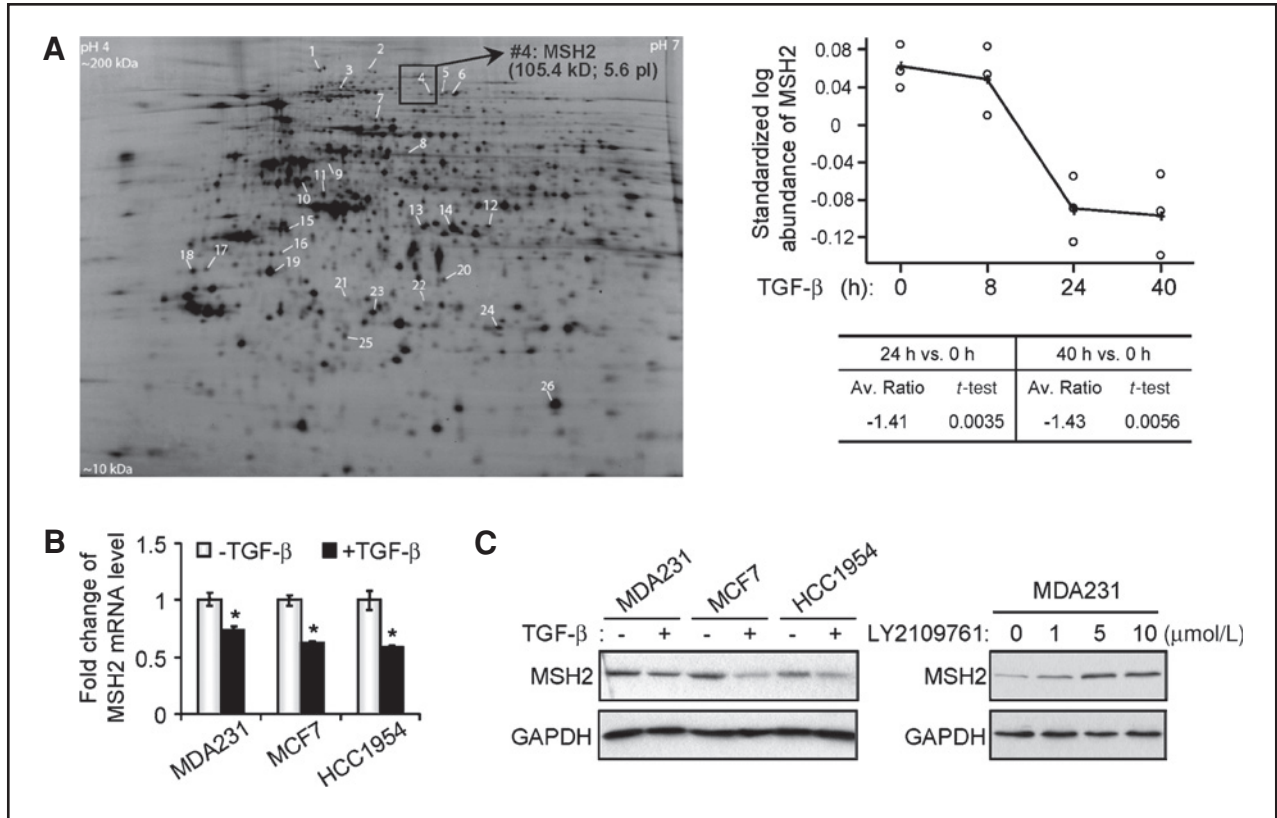 A
pH 4
~200 kDa
pH 7
#4: MSH2
(105.4 kD; 5.6 pI)
1
2
3
4
5
6
7
8
9
10
11
12
13
14
15
16
17
18
19
20
21
22
23
24
25
26
~10 kDa
Standardized log
abundance of MSH2
0.08
0.04
0
-0.04
-0.08
-0.12
TGF-β (h): 0 8 24 40
24 h vs. 0 h 40 h vs. 0 h
Av. Ratio t-test Av. Ratio t-test
-1.41 0.0035 -1.43 0.0056
B
Fold change of
MSH2 mRNA level
1.5
1
0.5
0
-TGF-β +TGF-β
* * *
MDA231 MCF7 HCC1954
C
MDA231 MCF7 HCC1954
TGF-β : - + - + - +
MSH2
GAPDH
MDA231
LY2109761: 0 1 5 10 (μmol/L)
MSH2
GAPDH